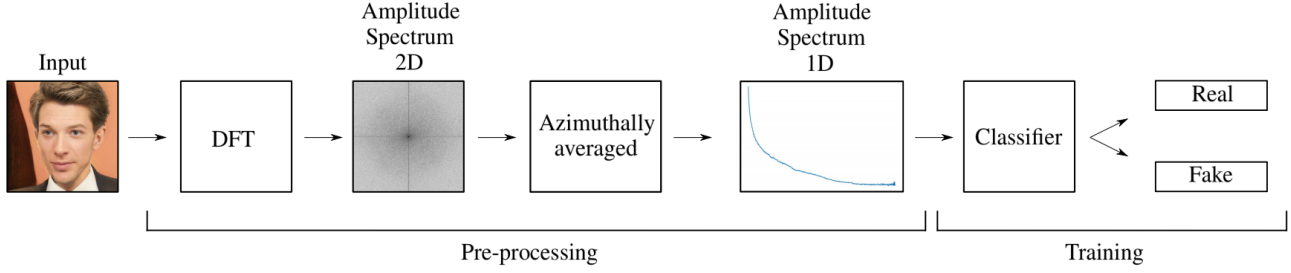 Input
DFT
Amplitude
Spectrum
2D
Azimuthally
averaged
Amplitude
Spectrum
1D
Classifier
Real
Fake
Pre-processing
Training